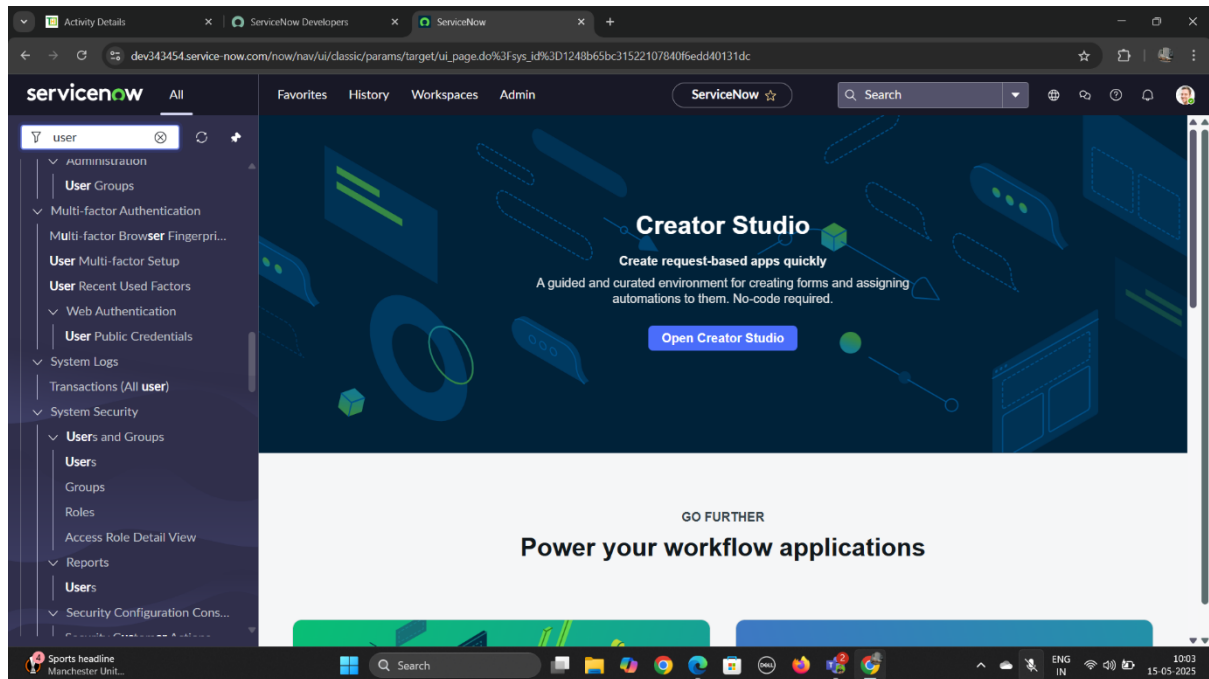 Activity Details
ServiceNow Developers
ServiceNow
dev343454.service-now.com/now/nav/ui/classic/params/target/ui_page.do%3Fsys_id%3D1248b65bc31522107840f6edd40131dc
servicenow All Favorites History Workspaces Admin ServiceNow Search
user
Administration
User Groups
Multi-factor Authentication
Multi-factor Browser Fingerpri...
User Multi-factor Setup
User Recent Used Factors
Web Authentication
User Public Credentials
System Logs
Transactions (All user)
System Security
Users and Groups
Users
Groups
Roles
Access Role Detail View
Reports
Users
Security Configuration Cons...
Creator Studio
Create request-based apps quickly
A guided and curated environment for creating forms and assigning
automations to them. No-code required.
Open Creator Studio
GO FURTHER
Power your workflow applications
4
Sports headline
Manchester Unit...
Search
DELL
2
ENG
IN
10:03
15-05-2025